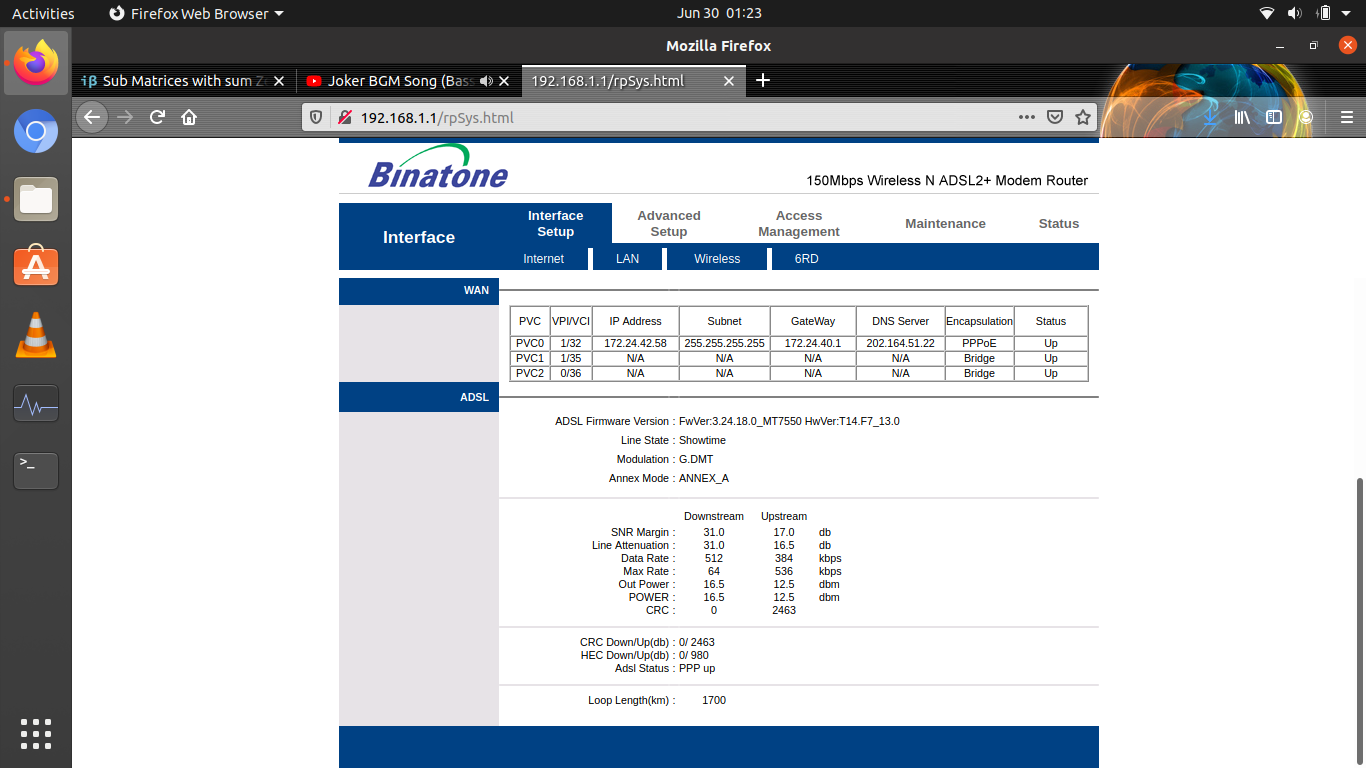 Activities Firefox Web Browser Jun 30 01:23
Mozilla Firefox
Sub Matrices with sum Ze Joker BGM Song (Bass 192.168.1.1/rpSys.html
192.168.1.1/rpSys.html
Binatone
150Mbps Wireless N ADSL2+ Modem Router
Interface
Interface Setup Advanced Setup Access Management Maintenance Status
Internet LAN Wireless 6RD
WAN
PVC VPI/VCI IP Address Subnet GateWay DNS Server Encapsulation Status
PVC0 1/32 172.24.42.58 255.255.255.255 172.24.40.1 202.164.51.22 PPPoE Up
PVC1 1/35 N/A N/A N/A N/A Bridge Up
PVC2 0/36 N/A N/A N/A N/A Bridge Up
ADSL
ADSL Firmware Version : FwVer:3.24.18.0_MT7550 HwVer:T14.F7_13.0
Line State : Showtime
Modulation : G.DMT
Annex Mode : ANNEX_A
Downstream Upstream
SNR Margin : 31.0 17.0 db
Line Attenuation : 31.0 16.5 db
Data Rate : 512 384 kbps
Max Rate : 64 536 kbps
Out Power : 16.5 12.5 dbm
POWER : 16.5 12.5 dbm
CRC : 0 2463
CRC Down/Up(db) : 0/ 2463
HEC Down/Up(db) : 0/ 980
Adsl Status : PPP up
Loop Length(km) : 1700